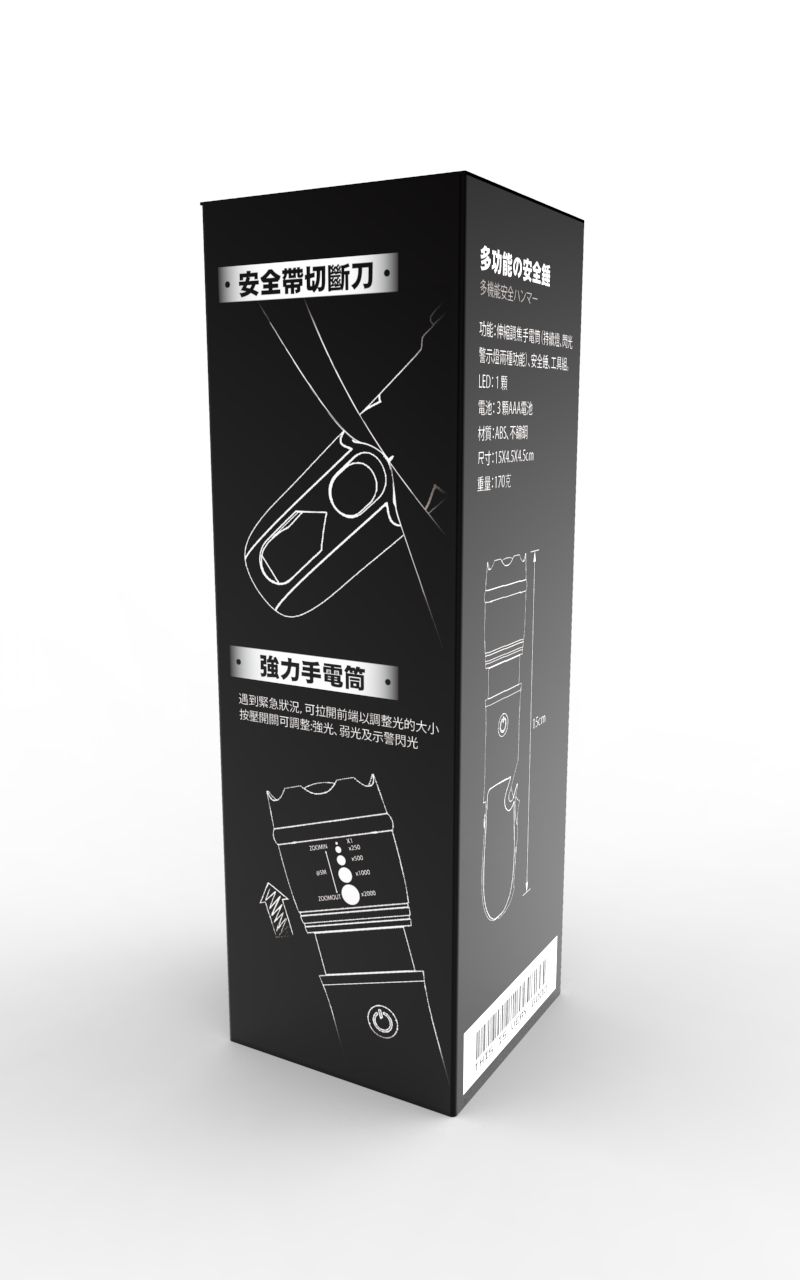 安全帶切斷刀
強力手電筒
遇到緊急狀況，可拉開前端以調整光的大小
按壓開關可調整:強光、弱光及示警閃光
X1
ZOOMIN x250
x500
@5M x1000
ZOOMOUT x2000
多功能の安全錘
多機能安全ハンマー
功能：伸縮調焦手電筒(持續燈,閃光
警示燈兩種功能)、安全錘、工具組。
LED：1顆
電池：3顆AAA電池
材質：ABS、不鏽鋼
尺寸：15X4.5X4.5cm
重量：170克
15cm